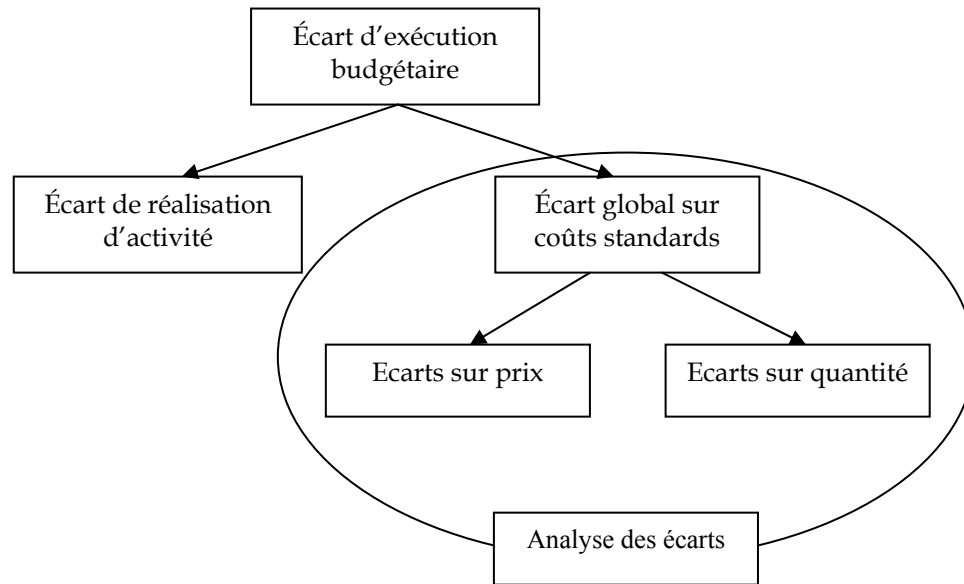 Écart d’exécution
budgétaire
Écart de réalisation
d’activité
Écart global sur
coûts standards
Ecarts sur prix
Ecarts sur quantité
Analyse des écarts